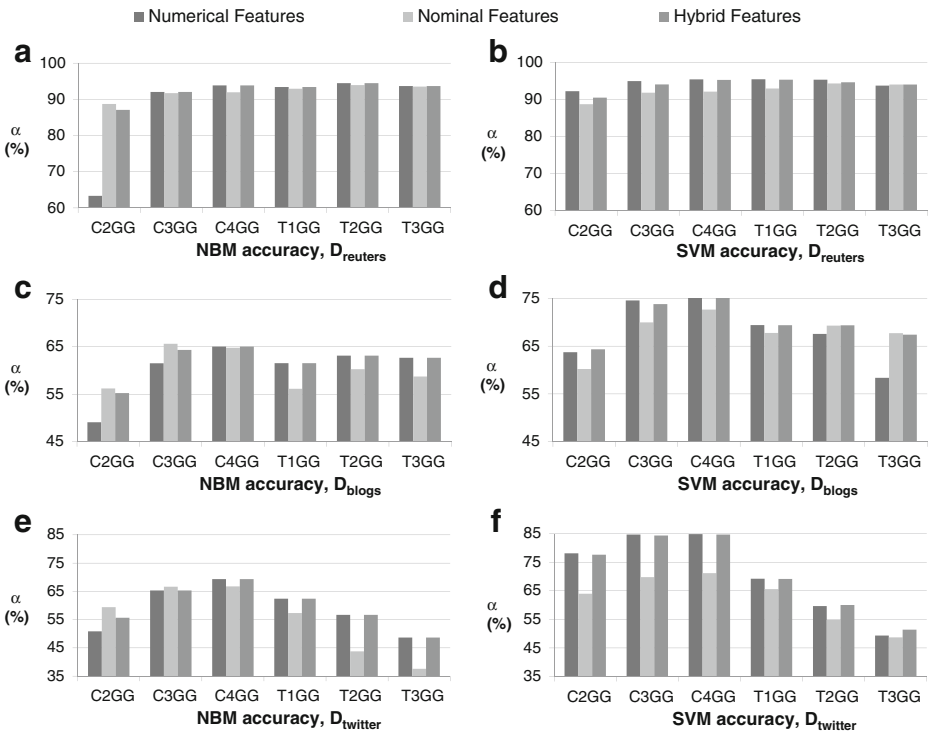 Numerical Features Nominal Features Hybrid Features
a
100
90
80
70
60
α
(%)
C2GG C3GG C4GG T1GG T2GG T3GG
NBM accuracy, Dreuters
b
100
90
80
70
60
α
(%)
C2GG C3GG C4GG T1GG T2GG T3GG
SVM accuracy, Dreuters
c
75
65
55
45
α
(%)
C2GG C3GG C4GG T1GG T2GG T3GG
NBM accuracy, Dblogs
d
75
65
55
45
α
(%)
C2GG C3GG C4GG T1GG T2GG T3GG
SVM accuracy, Dblogs
e
85
75
65
55
45
35
α
(%)
C2GG C3GG C4GG T1GG T2GG T3GG
NBM accuracy, Dtwitter
f
85
75
65
55
45
35
α
(%)
C2GG C3GG C4GG T1GG T2GG T3GG
SVM accuracy, Dtwitter